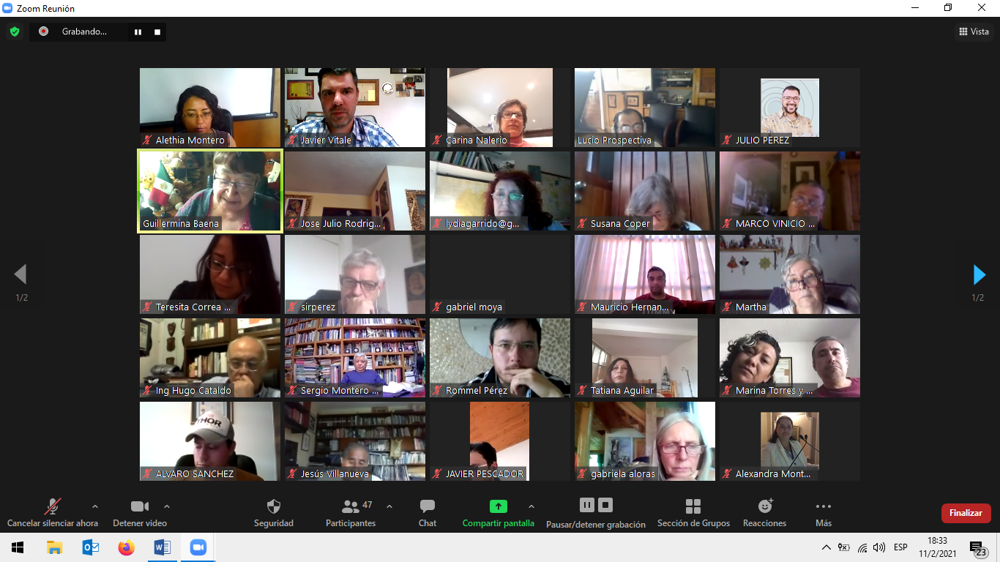 Zoom Reunión
Grabando...
Vista
Alethia Montero
Javier Vitale
Carina Nalerio
Lucio Prospectiva
JULIO PEREZ
Guillermina Baena
Jose Julio Rodrig...
lydiagarrido@g...
Susana Coper
MARCO VINICIO ...
Teresita Correa ...
sirperez
gabriel moya
Mauricio Hernan...
Martha
1/2
1/2
Ing Hugo Cataldo
Sergio Montero ...
Rommel Pérez
Tatiana Aguilar
Marina Torres y ...
THOR
ALVARO SANCHEZ
Jesús Villanueva
JAVIER PESCADOR
gabriela aloras
Alexandra Mont...
47
Cancelar silenciar ahora
Detener video
Seguridad
Participantes
Chat
Compartir pantalla
Pausar/detener grabación
Sección de Grupos
Reacciones
Más
Finalizar
ESP
18:33
11/2/2021
23